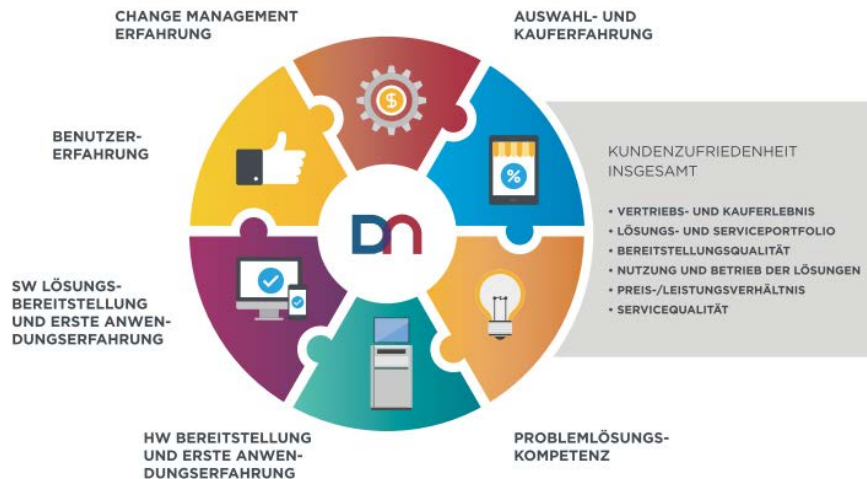 CHANGE MANAGEMENT
ERFAHRUNG
AUSWAHL- UND
KAUFERFAHRUNG
BENUTZER-
ERFAHRUNG
$
%
KUNDENZUFRIEDENHEIT
INSGESAMT
• VERTRIEBS- UND KAUFERLEBNIS
• LÖSUNGS- UND SERVICEPORTFOLIO
• BEREITSTELLUNGSQUALITÄT
• NUTZUNG UND BETRIEB DER LÖSUNGEN
• PREIS-/LEISTUNGSVERHÄLTNIS
• SERVICEQUALITÄT
DN
SW LÖSUNGS-
BEREITSTELLUNG
UND ERSTE ANWEN-
DUNGSERFAHRUNG
HW BEREITSTELLUNG
UND ERSTE ANWEN-
DUNGSERFAHRUNG
PROBLEMLÖSUNGS-
KOMPETENZ